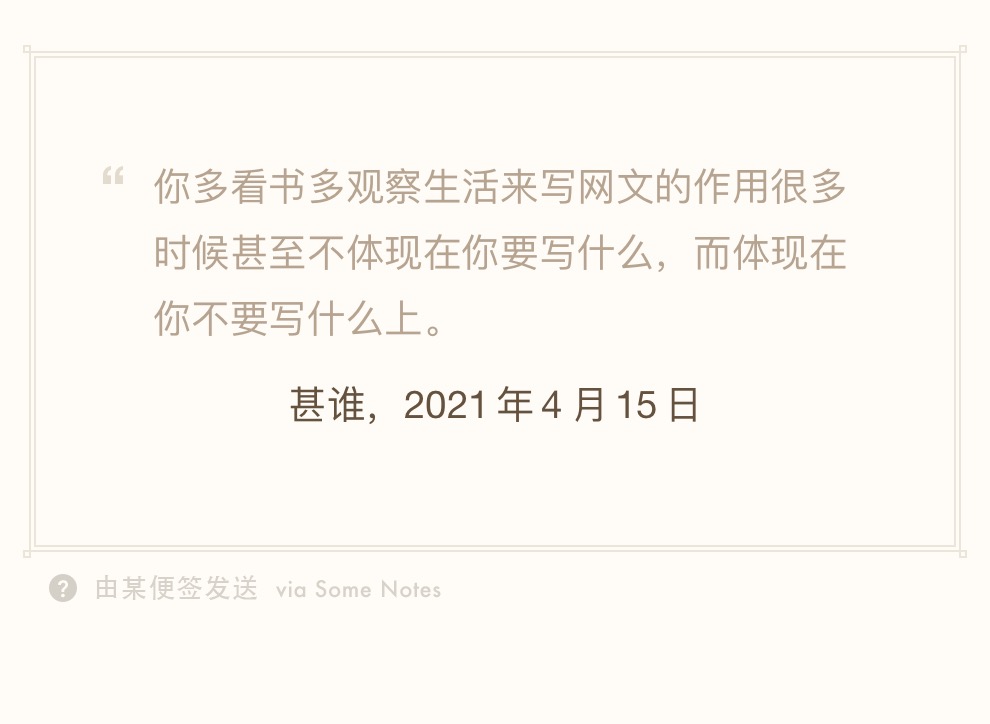 “ 你多看书多观察生活来写网文的作用很多
时候甚至不体现在你要写什么，而体现在
你不要写什么上。
甚谁，2021 年 4 月 15 日
? 由某便签发送 via Some Notes